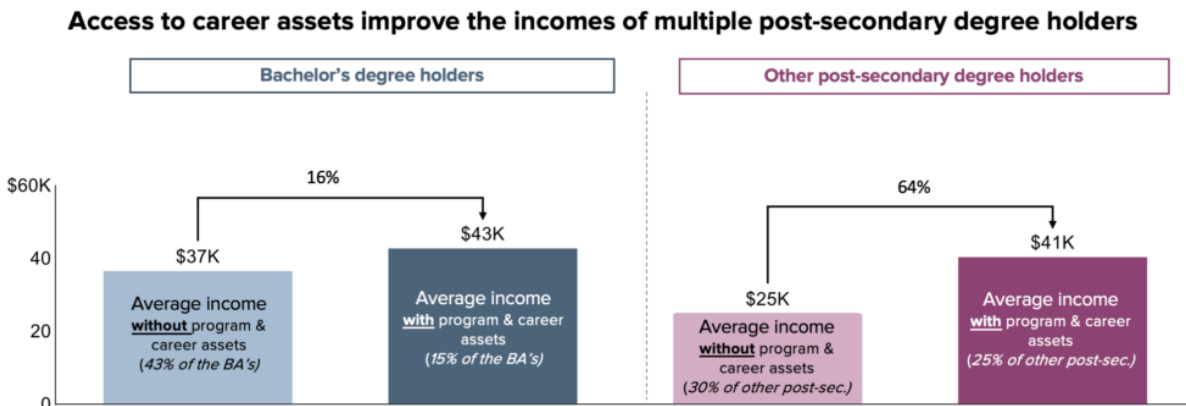 Access to career assets improve the incomes of multiple post-secondary degree holders
Bachelor's degree holders
Other post-secondary degree holders
$60K
40
20
0
16%
$37K
Average income
without program &
career assets
(43% of the BA's)
$43K
Average income
with program & career
assets
(15% of the BA's)
64%
$25K
Average income
without program &
career assets
(30% of other post-sec.)
$41K
Average income
with program & career
assets
(25% of other post-sec.)